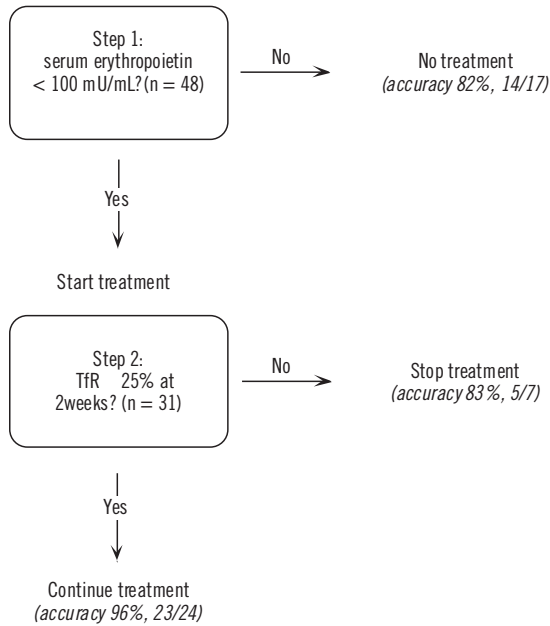 Step 1:
serum erythropoietin
< 100 mU/mL? (n = 48)
No
No treatment
(accuracy 82%, 14/17)
Yes
Start treatment
Step 2:
TfR 25% at
2weeks? (n = 31)
No
Stop treatment
(accuracy 83%, 5/7)
Yes
Continue treatment
(accuracy 96%, 23/24)